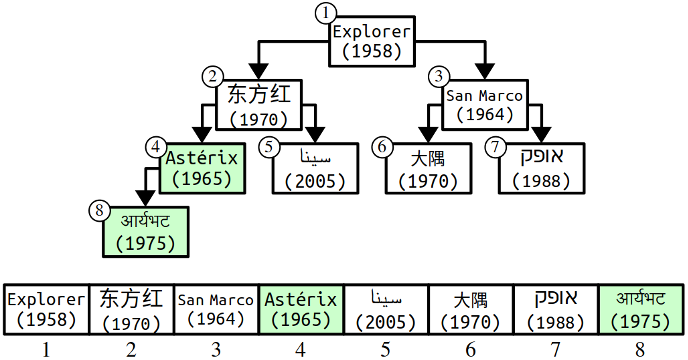 1
Explorer
(1958)
2
东方红
(1970)
3
San Marco
(1964)
4
Astérix
(1965)
5
سينا
(2005)
6
大隅
(1970)
7
אופק
(1988)
8
आर्यभट
(1975)
Explorer 东方红 San Marco Astérix سينا 大隅 אופק आर्यभट
(1958) (1970) (1964) (1965) (2005) (1970) (1988) (1975)
1 2 3 4 5 6 7 8